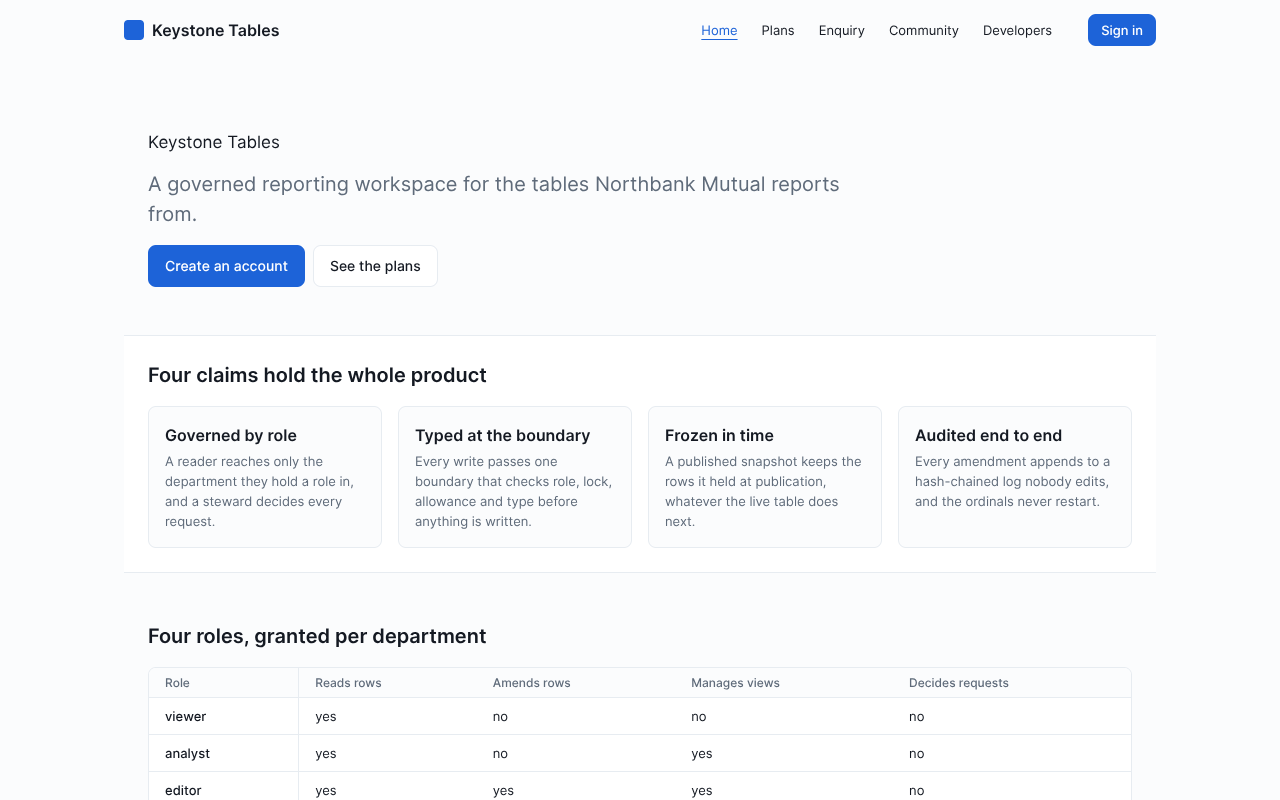 Keystone Tables
Home Plans Enquiry Community Developers Sign in
Keystone Tables
A governed reporting workspace for the tables Northbank Mutual reports
from.
Create an account See the plans
Four claims hold the whole product
Governed by role
A reader reaches only the
department they hold a role in,
and a steward decides every
request.
Typed at the boundary
Every write passes one
boundary that checks role, lock,
allowance and type before
anything is written.
Frozen in time
A published snapshot keeps the
rows it held at publication,
whatever the live table does
next.
Audited end to end
Every amendment appends to a
hash-chained log nobody edits,
and the ordinals never restart.
Four roles, granted per department
Role Reads rows Amends rows Manages views Decides requests
viewer yes no no no
analyst yes no yes no
editor yes yes yes no